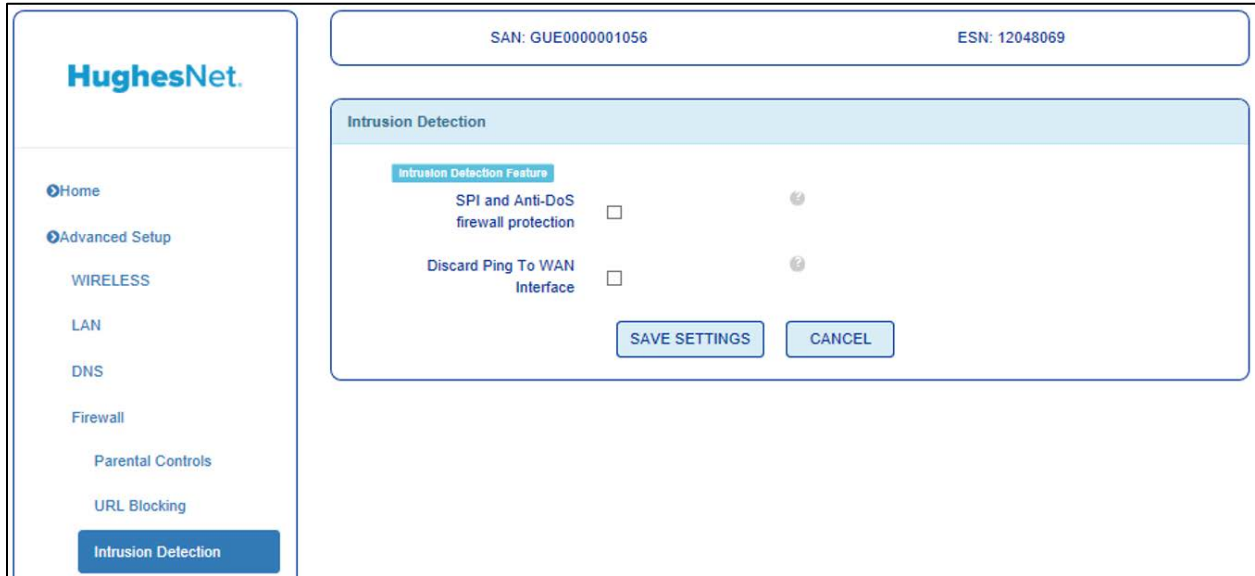 HughesNet.
Home
Advanced Setup
WIRELESS
LAN
DNS
Firewall
Parental Controls
URL Blocking
Intrusion Detection
SAN: GUE0000001056 ESN: 12048069
Intrusion Detection
Intrusion Detection Feature
SPI and Anti-DoS
firewall protection
?
Discard Ping To WAN
Interface
?
SAVE SETTINGS CANCEL